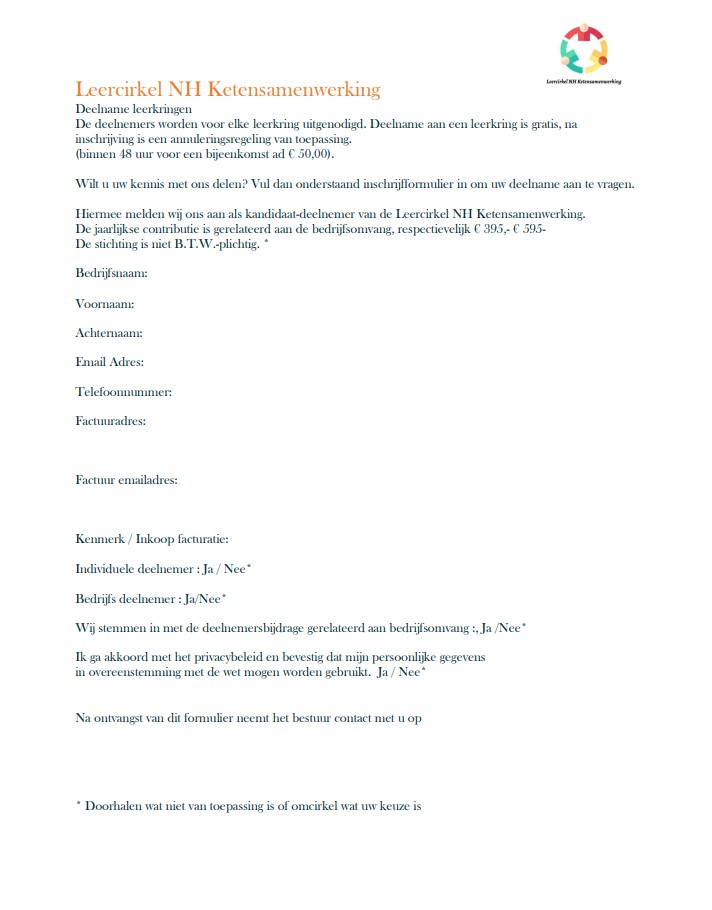 Leercirkel NH Ketensamenwerking
Leercirkel NH Ketensamenwerking
Deelname leerkringen
De deelnemers worden voor elke leerkring uitgenodigd. Deelname aan een leerkring is gratis, na
inschrijving is een annuleringsregeling van toepassing.
(binnen 48 uur voor een bijeenkomst ad € 50,00).
Wilt u uw kennis met ons delen? Vul dan onderstaand inschrijfformulier in om uw deelname aan te vragen.
Hiermee melden wij ons aan als kandidaat-deelnemer van de Leercirkel NH Ketensamenwerking.
De jaarlijkse contributie is gerelateerd aan de bedrijfsomvang, respectievelijk € 395,- € 595-
De stichting is niet B.T.W.-plichtig. *
Bedrijfsnaam:
Voornaam:
Achternaam:
Email Adres:
Telefoonnummer:
Factuuradres:
Factuur emailadres:
Kenmerk / Inkoop facturatie:
Individuele deelnemer : Ja / Nee*
Bedrijfs deelnemer : Ja/Nee*
Wij stemmen in met de deelnemersbijdrage gerelateerd aan bedrijfsomvang :, Ja /Nee*
Ik ga akkoord met het privacybeleid en bevestig dat mijn persoonlijke gegevens
in overeenstemming met de wet mogen worden gebruikt. Ja / Nee*
Na ontvangst van dit formulier neemt het bestuur contact met u op
* Doorhalen wat niet van toepassing is of omcirkel wat uw keuze is